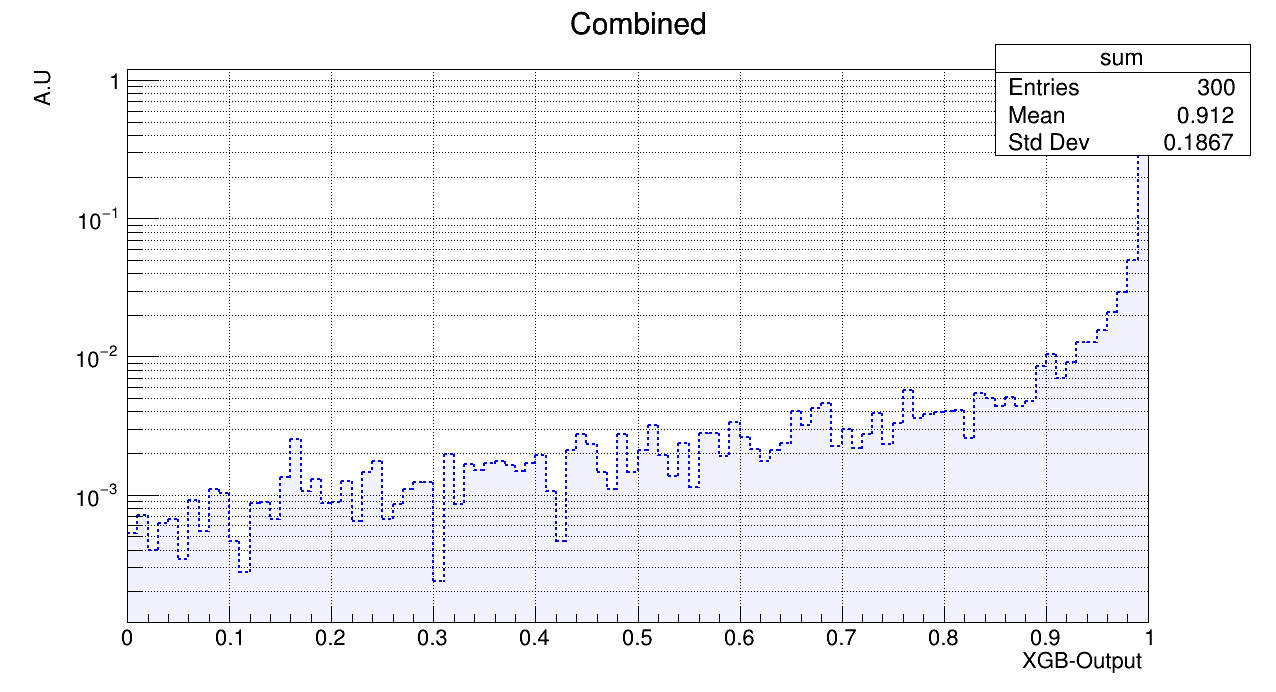 Combined
sum
Entries 300
Mean 0.912
Std Dev 0.1867
A.U
1
10−1
10−2
10−3
0 0.1 0.2 0.3 0.4 0.5 0.6 0.7 0.8 0.9 1
XGB-Output